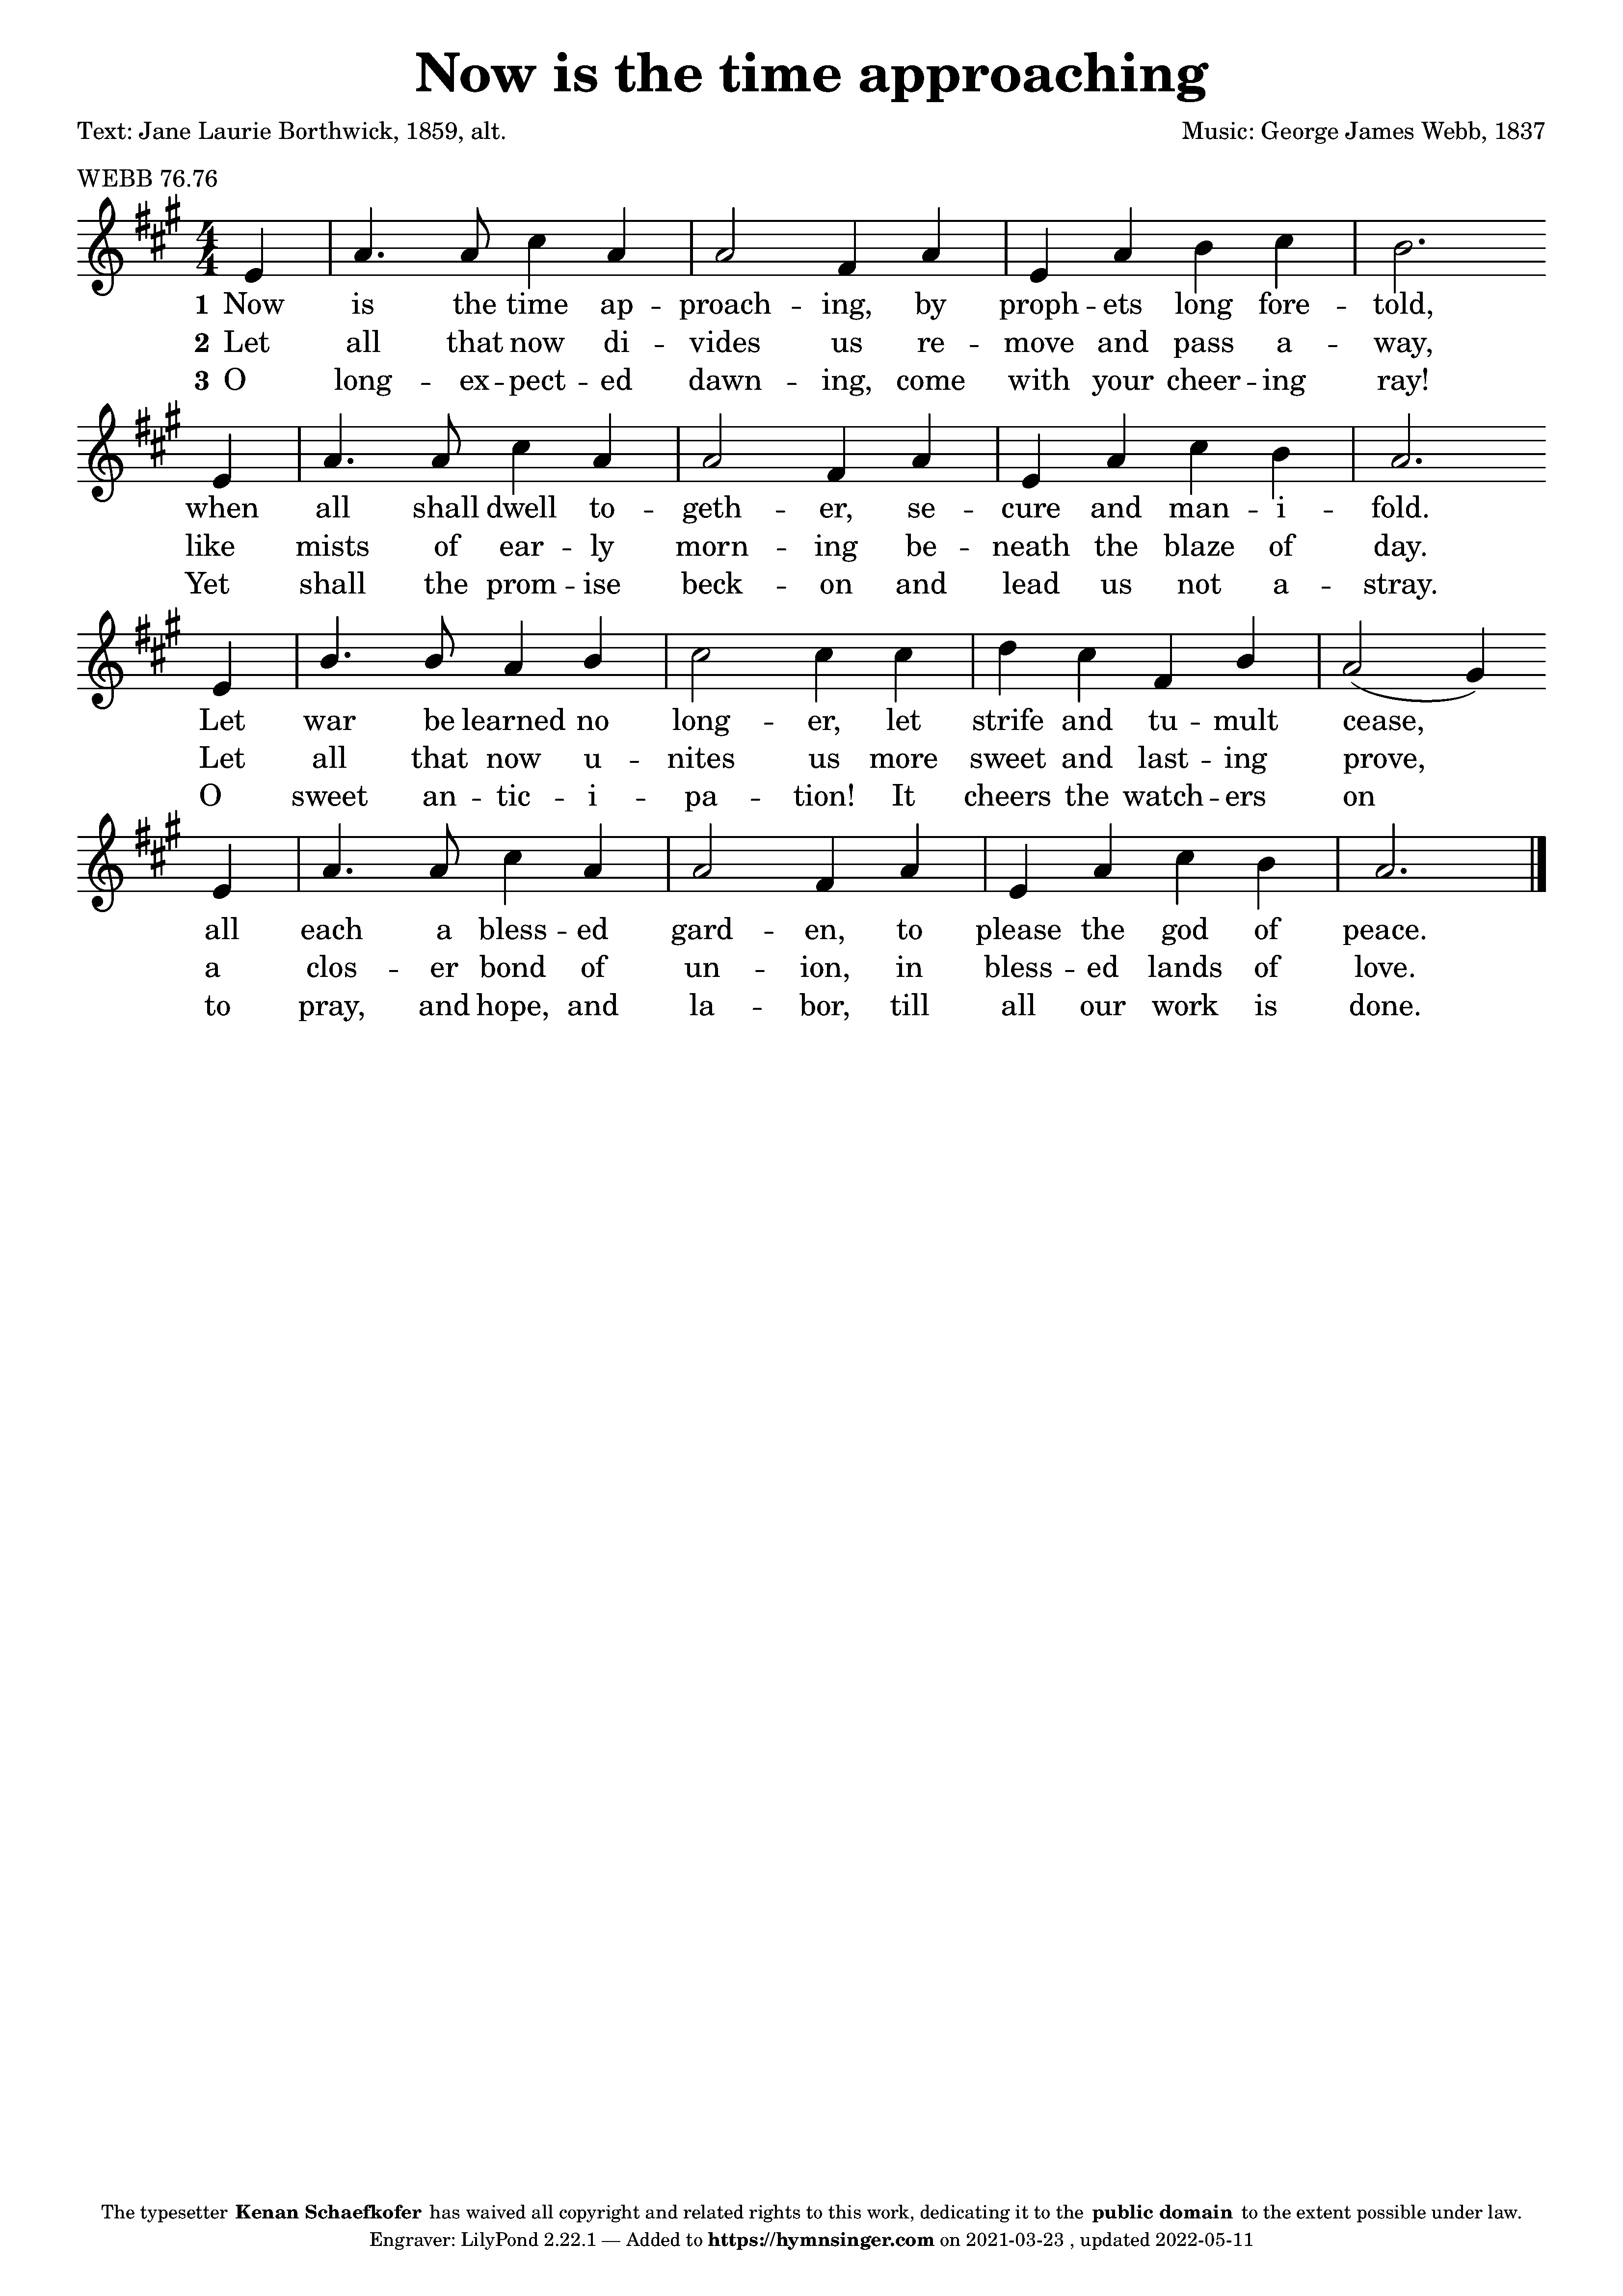 Now is the time approaching
Text: Jane Laurie Borthwick, 1859, alt. Music: George James Webb, 1837
WEBB 76.76
4
4
1 Now is the time ap -- proach -- ing, by proph -- ets long fore -- told,
2 Let all that now di -- vides us re -- move and pass a -- way,
3 O long -- ex -- pect -- ed dawn -- ing, come with your cheer -- ing ray!
when all shall dwell to -- geth -- er, se -- cure and man -- i -- fold.
like mists of ear -- ly morn -- ing be -- neath the blaze of day.
Yet shall the prom -- ise beck -- on and lead us not a -- stray.
Let war be learned no long -- er, let strife and tu -- mult cease,
Let all that now u -- nites us more sweet and last -- ing prove,
O sweet an -- tic -- i -- pa -- tion! It cheers the watch -- ers on
all each a bless -- ed gard -- en, to please the god of peace.
a clos -- er bond of un -- ion, in bless -- ed lands of love.
to pray, and hope, and la -- bor, till all our work is done.
The typesetter Kenan Schaefkofer has waived all copyright and related rights to this work, dedicating it to the public domain to the extent possible under law.
Engraver: LilyPond 2.22.1 — Added to https://hymnsinger.com on 2021-03-23 , updated 2022-05-11